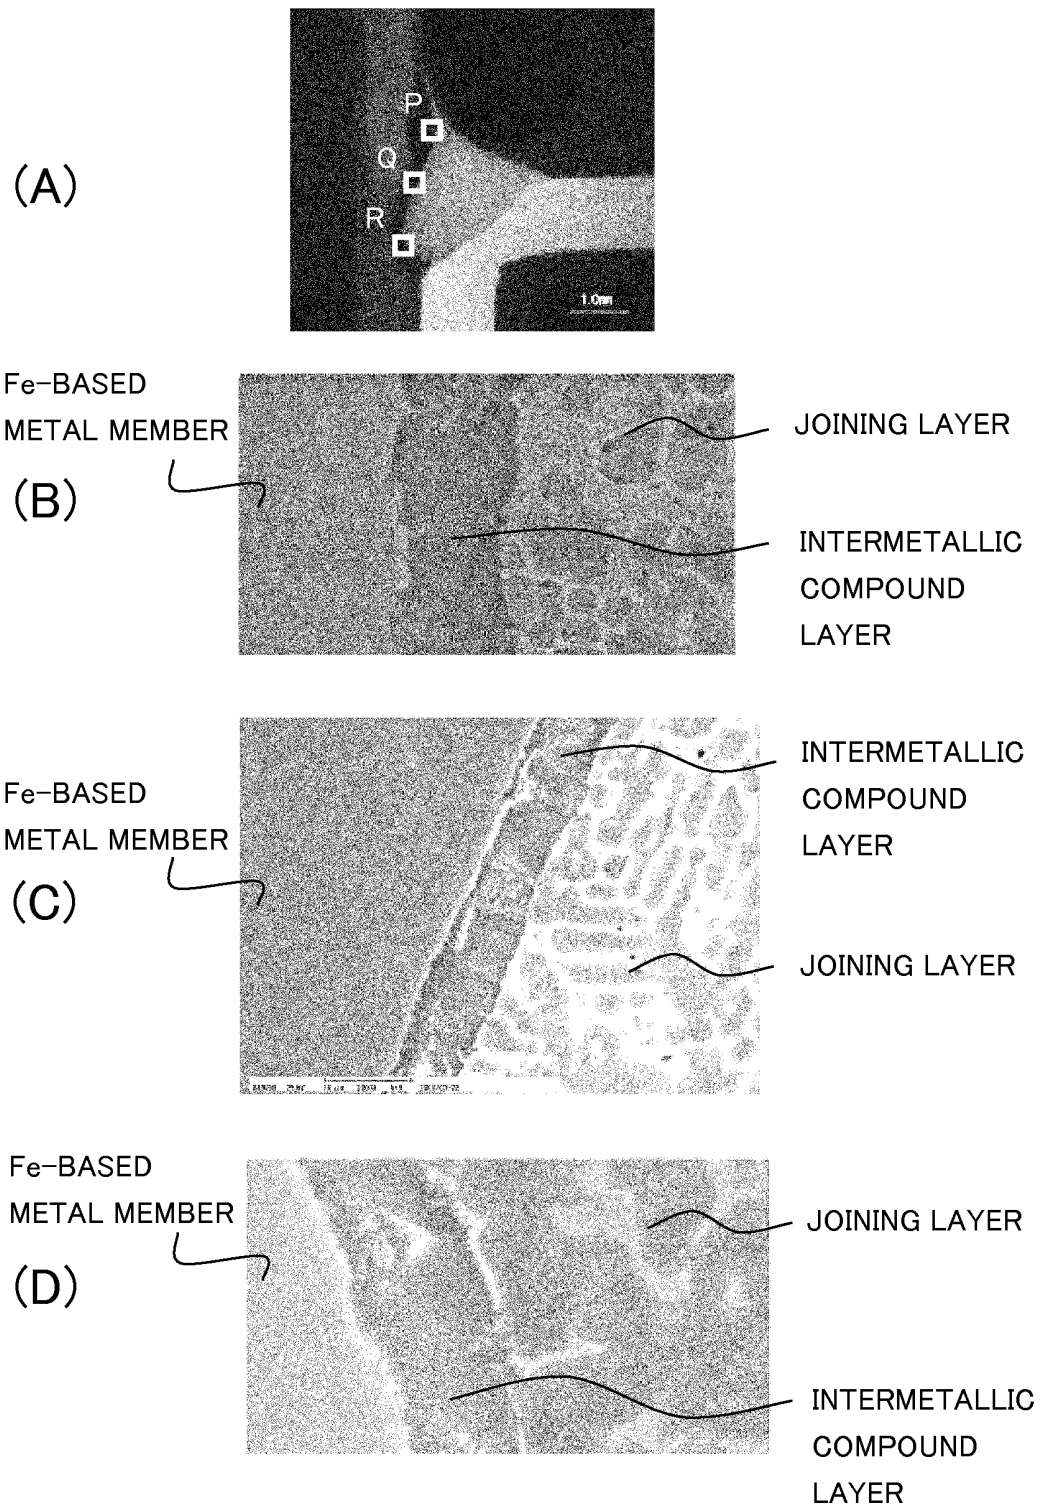 (A)
P
Q
R
1.0mm
Fe-BASED
METAL MEMBER
(B)
JOINING LAYER
INTERMETALLIC
COMPOUND
LAYER
Fe-BASED
METAL MEMBER
(C)
INTERMETALLIC
COMPOUND
LAYER
JOINING LAYER
Fe-BASED
METAL MEMBER
(D)
JOINING LAYER
INTERMETALLIC
COMPOUND
LAYER